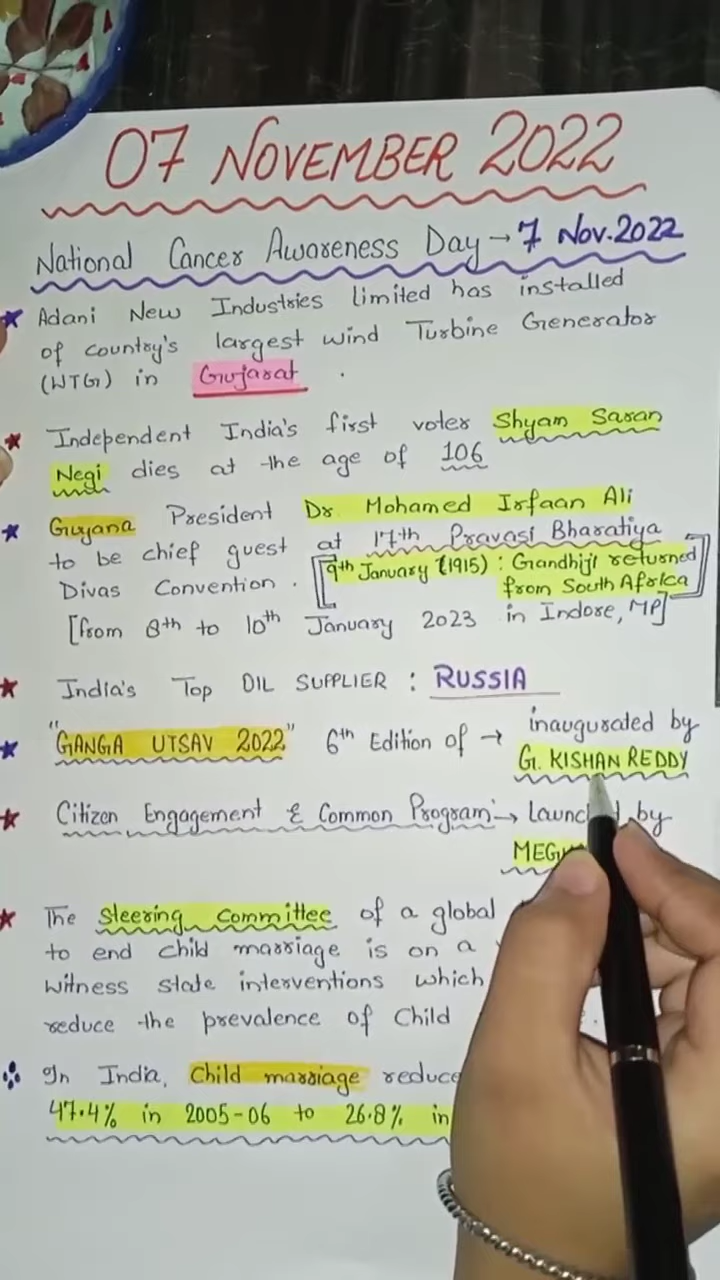 07 NOVEMBER 2022
National Cancer Awareness Day → 7 Nov. 2022
Adani New Industries limited has installed
of country's largest wind Turbine Generator
(WTG) in Gujarat .
Independent India's first voter Shyam Saran
Negi dies at the age of 106
Guyana President Dr Mohamed Irfaan Ali
to be chief guest at 17th Pravasi Bharatiya
Divas Convention . [9th January (1915) : Gandhiji returned
from South Africa]
[from 8th to 10th January 2023 in Indore, MP]
India's Top OIL SUPPLIER : RUSSIA
"GANGA UTSAV 2022" 6th Edition of → inaugurated by
G. KISHAN REDDY
Citizen Engagement & Common Program → Launched by
The Steering Committee of a global
to end child marriage is on a
witness state interventions which
reduce the prevalence of Child
In India, Child marriage reduce
47.4% in 2005-06 to 26.8% in